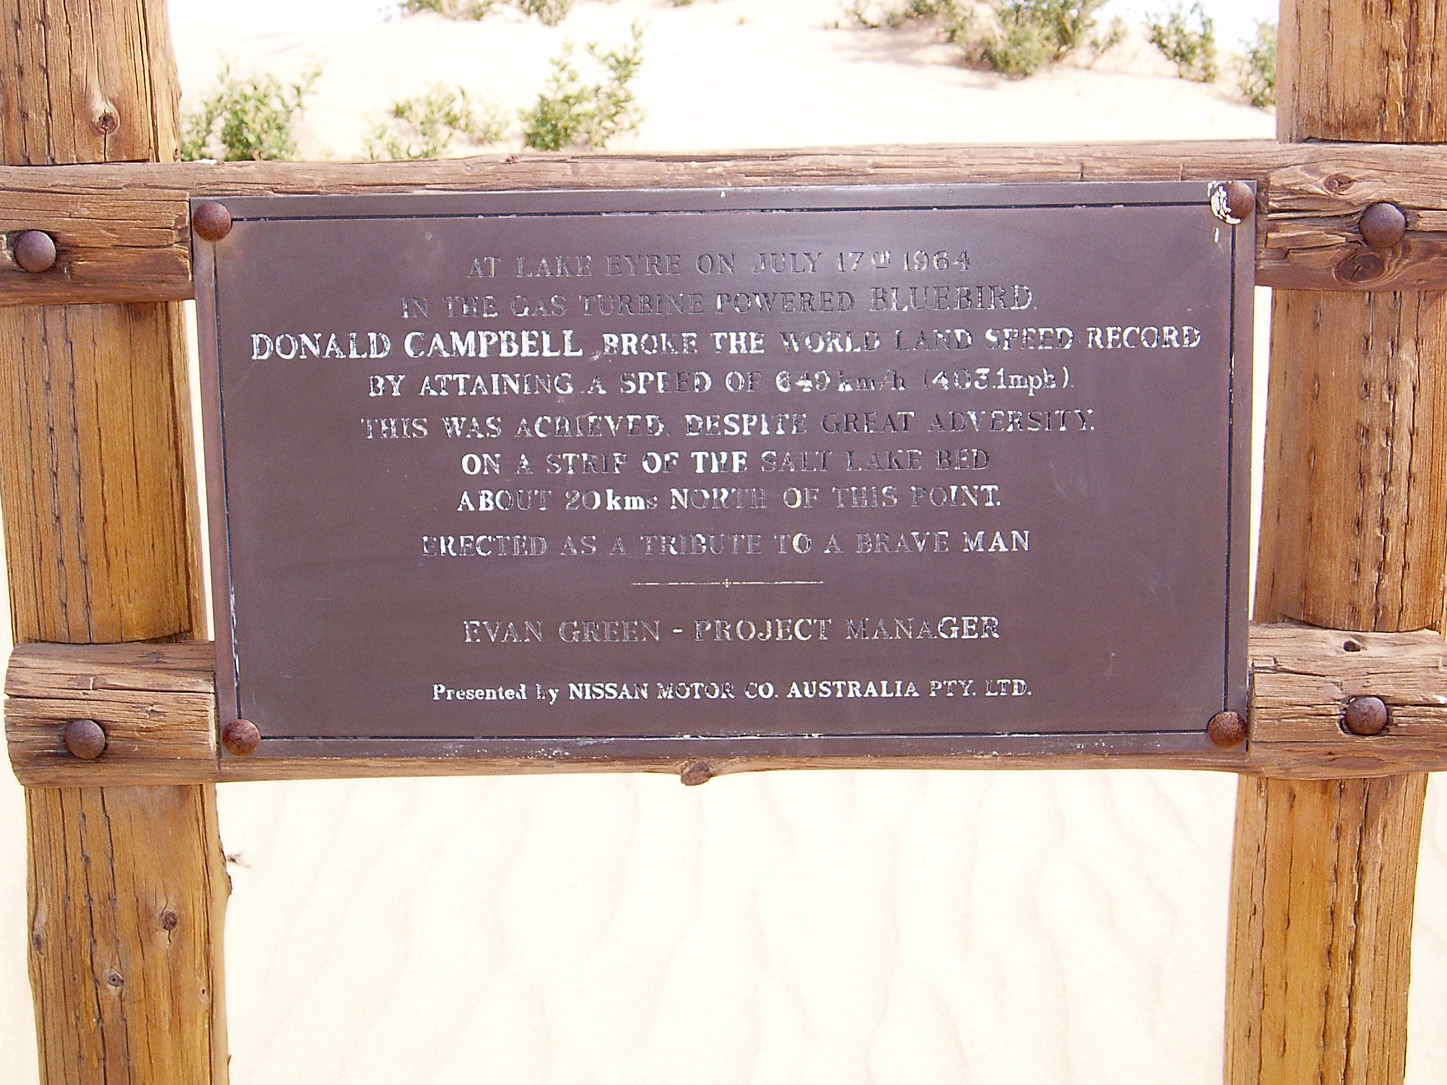 AT LAKE EYRE ON JULY 17TH 1964
IN THE GAS TURBINE POWERED BLUEBIRD.
DONALD CAMPBELL BROKE THE WORLD LAND SPEED RECORD
BY ATTAINING A SPEED OF 649 km/h (403.1mph).
THIS WAS ACHIEVED, DESPITE GREAT ADVERSITY.
ON A STRIP OF THE SALT LAKE BED
ABOUT 20 kms NORTH OF THIS POINT.
ERECTED AS A TRIBUTE TO A BRAVE MAN
EVAN GREEN - PROJECT MANAGER
Presented by NISSAN MOTOR CO. AUSTRALIA PTY. LTD.